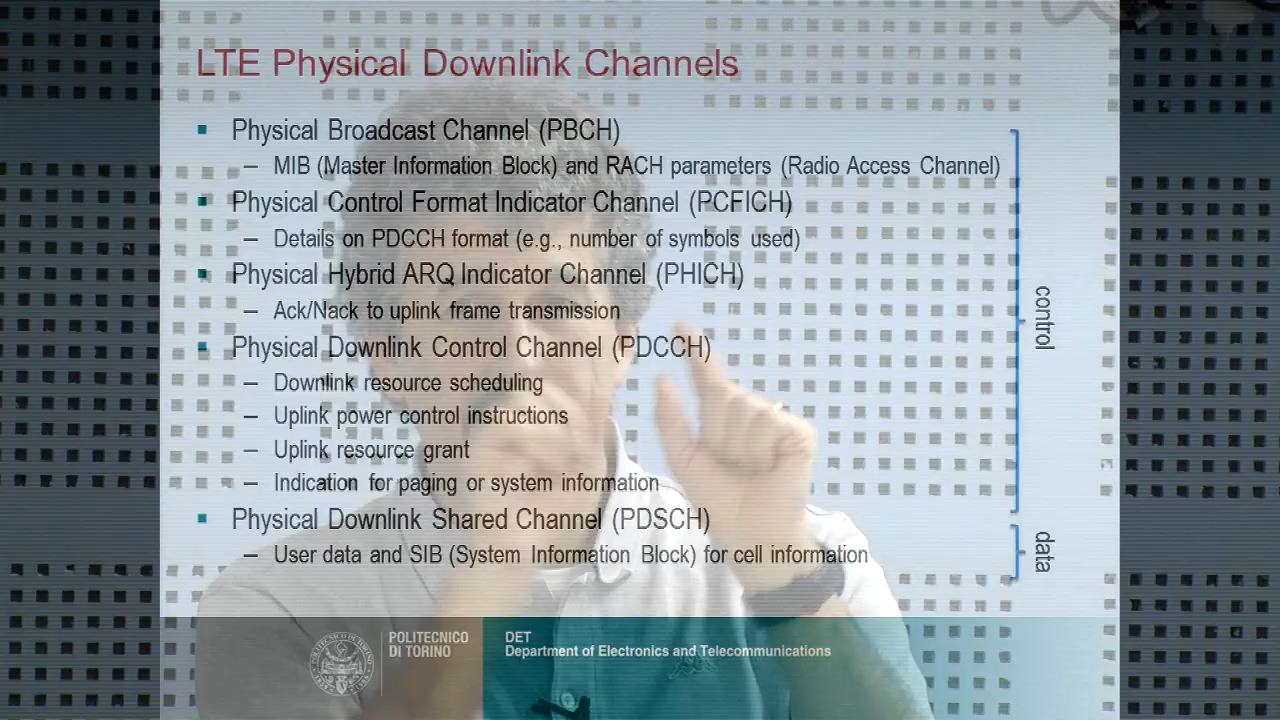 LTE Physical Downlink Channels
Physical Broadcast Channel (PBCH)
– MIB (Master Information Block) and RACH parameters (Radio Access Channel)
Physical Control Format Indicator Channel (PCFICH)
– Details on PDCCH format (e.g., number of symbols used)
Physical Hybrid ARQ Indicator Channel (PHICH)
– Ack/Nack to uplink frame transmission
Physical Downlink Control Channel (PDCCH)
– Downlink resource scheduling
– Uplink power control instructions
– Uplink resource grant
– Indication for paging or system information
Physical Downlink Shared Channel (PDSCH)
– User data and SIB (System Information Block) for cell information
control
data
POLITECNICO
DI TORINO
DET
Department of Electronics and Telecommunications